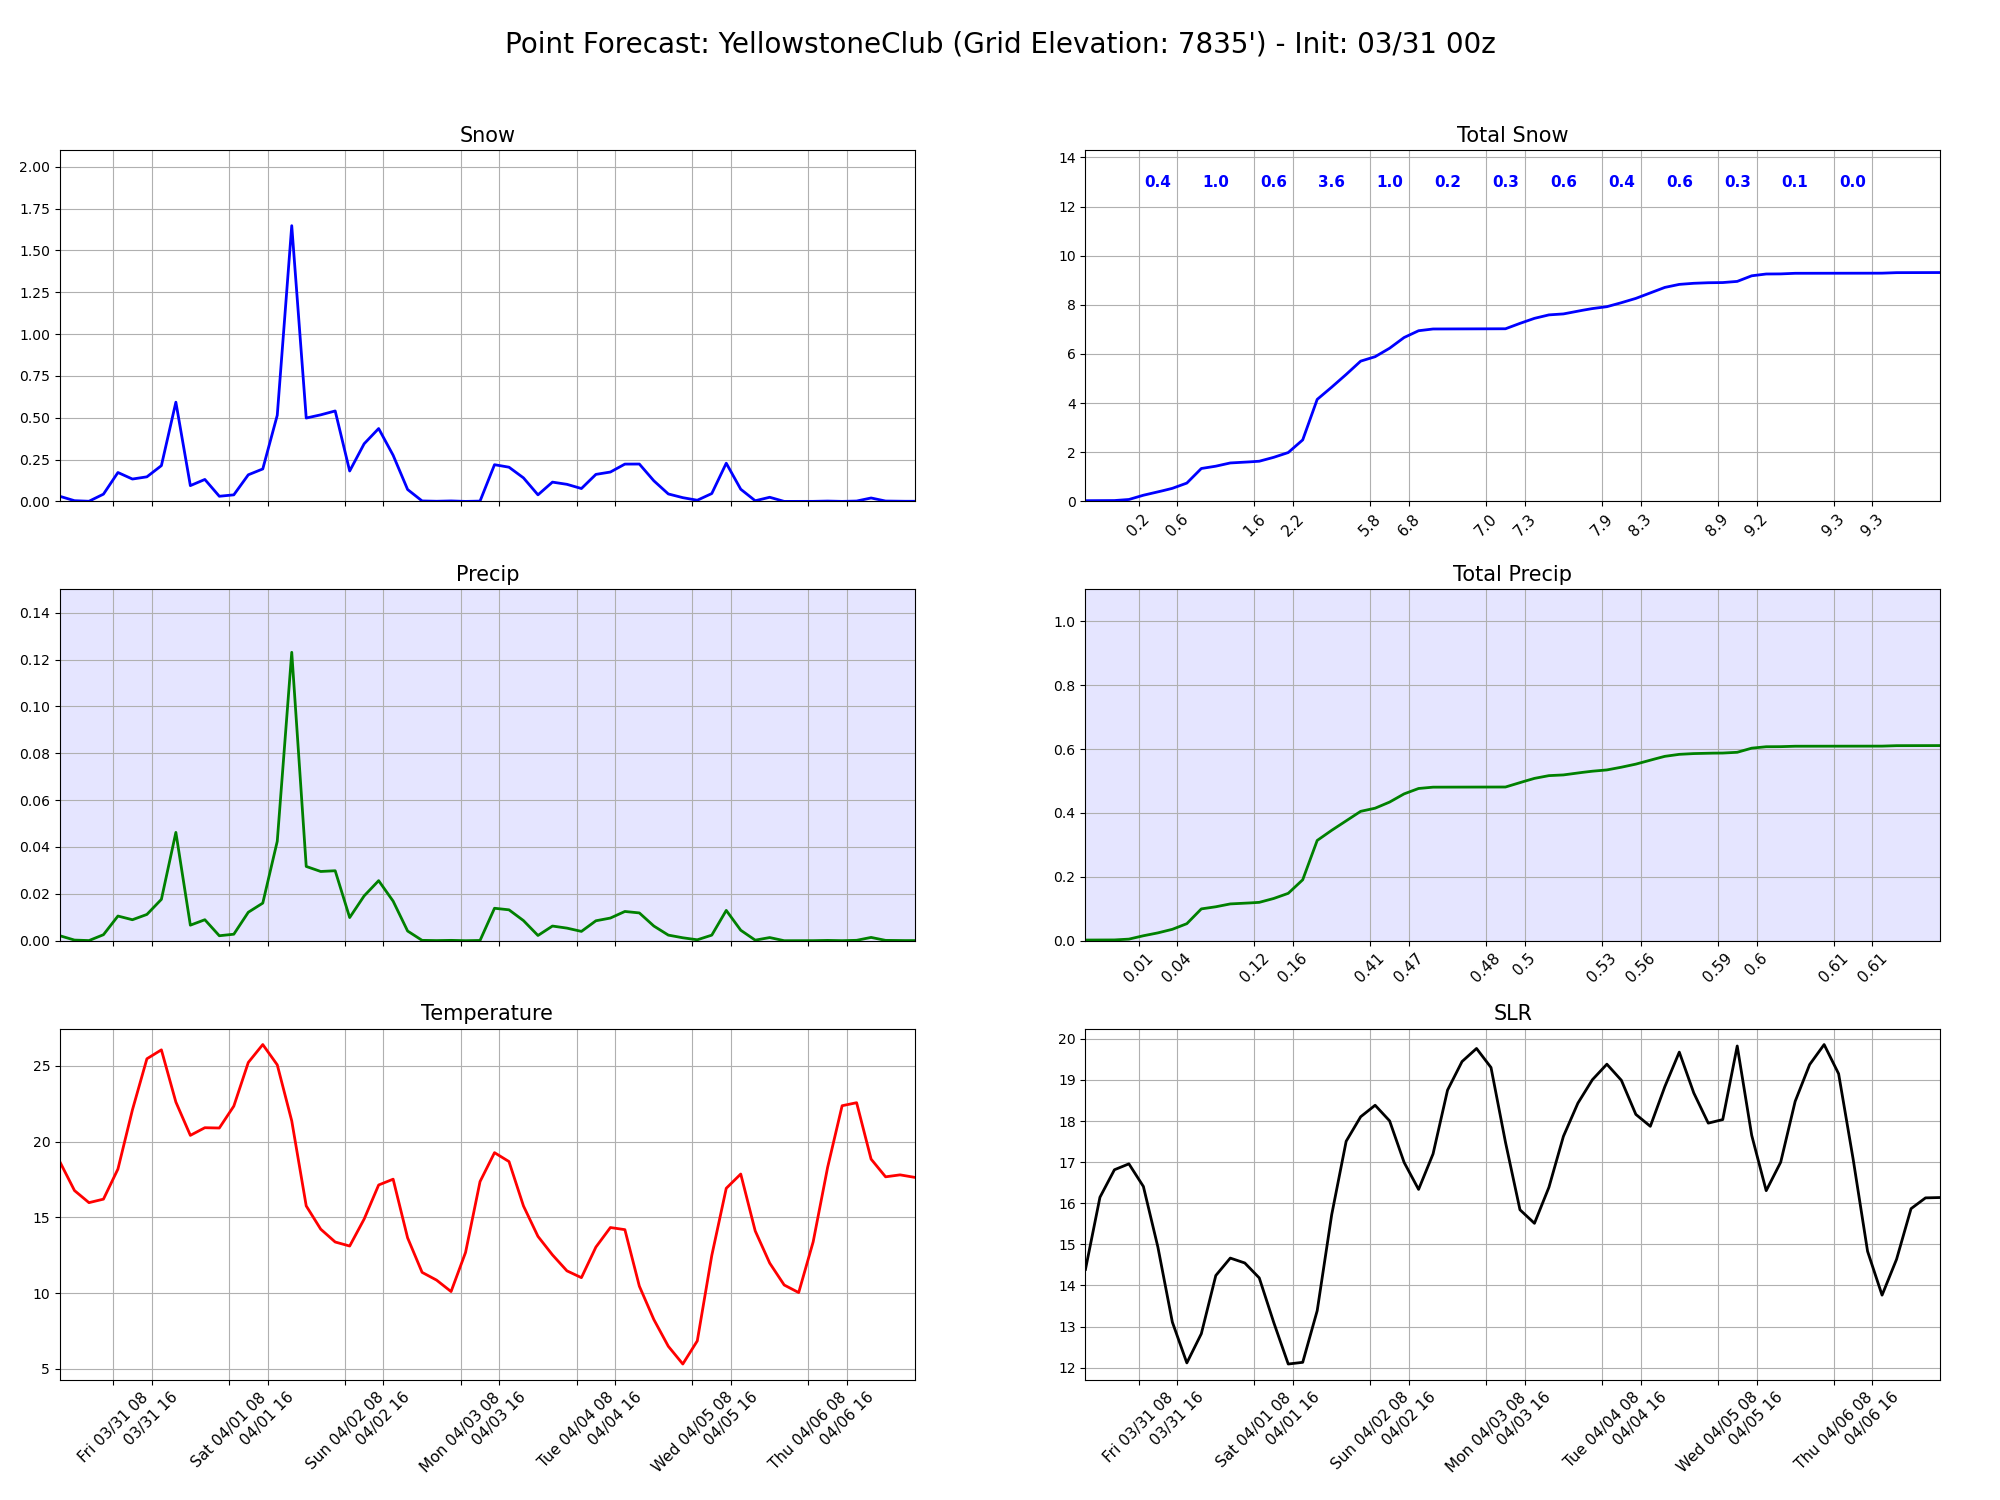 Point Forecast: YellowstoneClub (Grid Elevation: 7835') - Init: 03/31 00z
Snow
2.00
1.75
1.50
1.25
1.00
0.75
0.50
0.25
0.00
Total Snow
14
12
10
8
6
4
2
0
0.4 1.0 0.6 3.6 1.0 0.2 0.3 0.6 0.4 0.6 0.3 0.1 0.0
0.2 0.6 1.6 2.2 5.8 6.8 7.0 7.3 7.9 8.3 8.9 9.2 9.3 9.3
Precip
0.14
0.12
0.10
0.08
0.06
0.04
0.02
0.00
Total Precip
1.0
0.8
0.6
0.4
0.2
0.0
0.01 0.04 0.12 0.16 0.41 0.47 0.48 0.5 0.53 0.56 0.59 0.6 0.61 0.61
Temperature
25
20
15
10
5
Fri 03/31 08
03/31 16
Sat 04/01 08
04/01 16
Sun 04/02 08
04/02 16
Mon 04/03 08
04/03 16
Tue 04/04 08
04/04 16
Wed 04/05 08
04/05 16
Thu 04/06 08
04/06 16
SLR
20
19
18
17
16
15
14
13
12
Fri 03/31 08
03/31 16
Sat 04/01 08
04/01 16
Sun 04/02 08
04/02 16
Mon 04/03 08
04/03 16
Tue 04/04 08
04/04 16
Wed 04/05 08
04/05 16
Thu 04/06 08
04/06 16